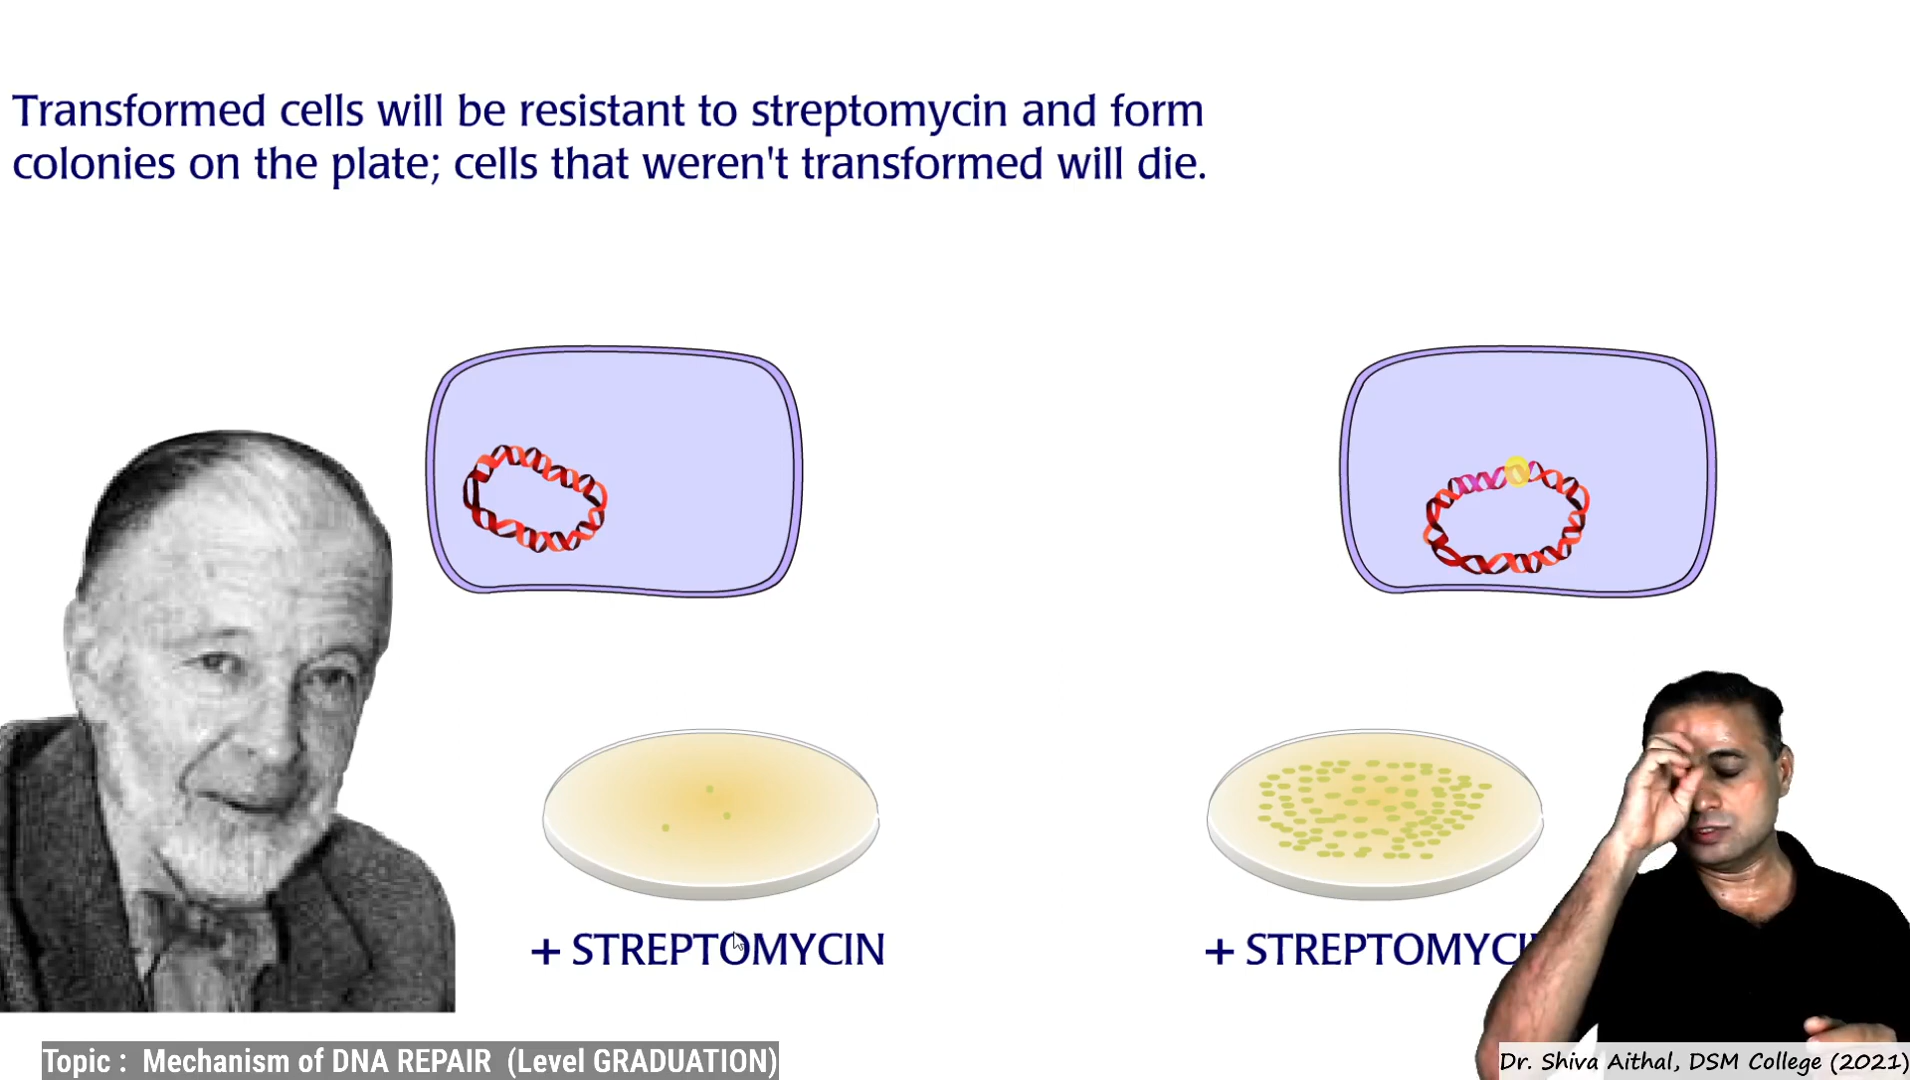 Transformed cells will be resistant to streptomycin and form
colonies on the plate; cells that weren't transformed will die.
+ STREPTOMYCIN
+ STREPTOMYCI
Topic : Mechanism of DNA REPAIR (Level GRADUATION)
Dr. Shiva Aithal, DSM College (2021)